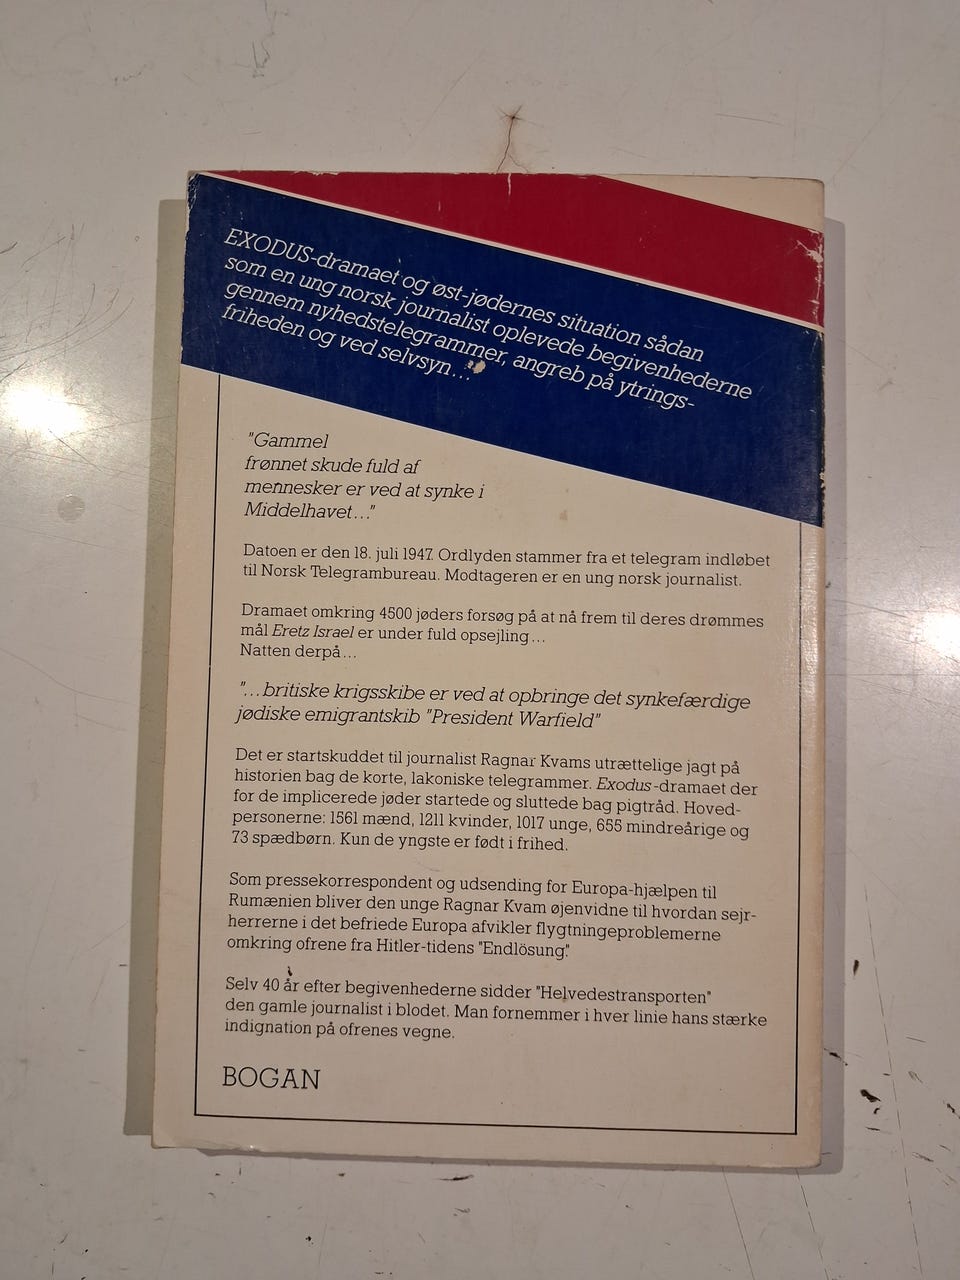 EXODUS-dramaet og øst-jødernes situation sådan
som en ung norsk journalist oplevede begivenhederne
gennem nyhedstelegrammer, angreb på ytrings-
friheden og ved selvsyn...
"Gammel
frønnet skude fuld af
mennesker er ved at synke i
Middelhavet..."
Datoen er den 18. juli 1947. Ordlyden stammer fra et telegram indløbet
til Norsk Telegrambureau. Modtageren er en ung norsk journalist.
Dramaet omkring 4500 jøders forsøg på at nå frem til deres drømmes
mål Eretz Israel er under fuld opsejling...
Natten derpå...
"...britiske krigsskibe er ved at opbringe det synkefærdige
jødiske emigrantskib "President Warfield"
Det er startskuddet til journalist Ragnar Kvams utrættelige jagt på
historien bag de korte, lakoniske telegrammer. Exodus-dramaet der
for de implicerede jøder startede og sluttede bag pigtråd. Hoved-
personerne: 1561 mænd, 1211 kvinder, 1017 unge, 655 mindreårige og
73 spædbørn. Kun de yngste er født i frihed.
Som pressekorrespondent og udsending for Europa-hjælpen til
Rumænien bliver den unge Ragnar Kvam øjenvidne til hvordan sejr-
herrerne i det befriede Europa afvikler flygtningeproblemerne
omkring ofrene fra Hitler-tidens "Endlösung".
Selv 40 år efter begivenhederne sidder "Helvedestransporten"
den gamle journalist i blodet. Man fornemmer i hver linie hans stærke
indignation på ofrenes vegne.
BOGAN